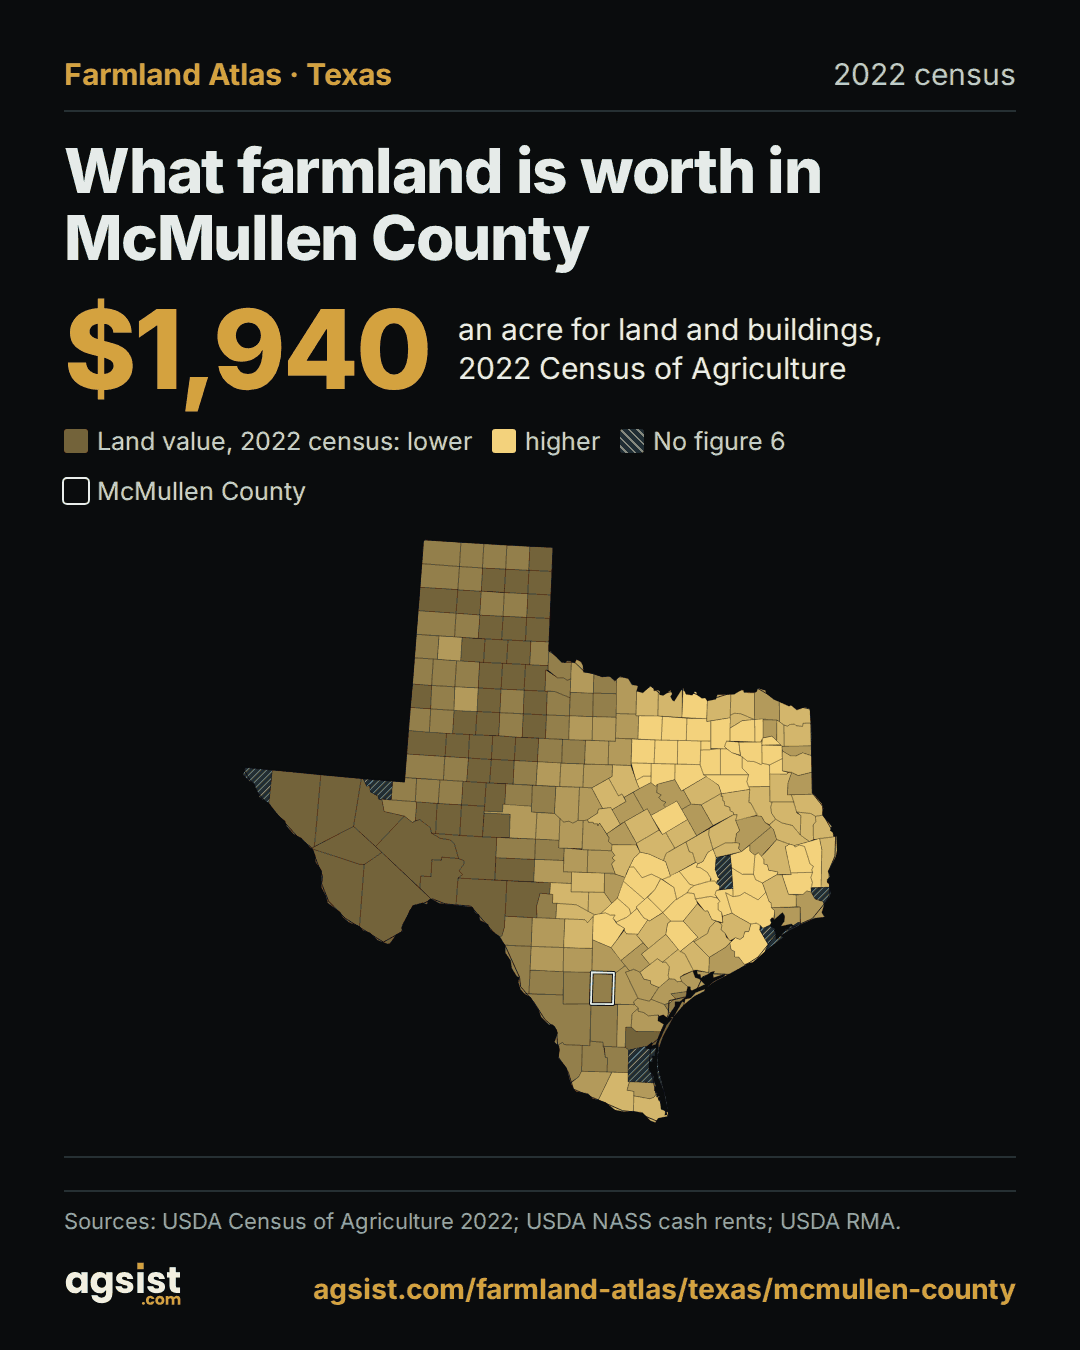 Farmland Atlas · Texas
2022 census
What farmland is worth in
McMullen County
$1,940
an acre for land and buildings,
2022 Census of Agriculture
Land value, 2022 census: lower
higher
No figure 6
McMullen County
Sources: USDA Census of Agriculture 2022; USDA NASS cash rents; USDA RMA.
agsist
.com
agsist.com/farmland-atlas/texas/mcmullen-county